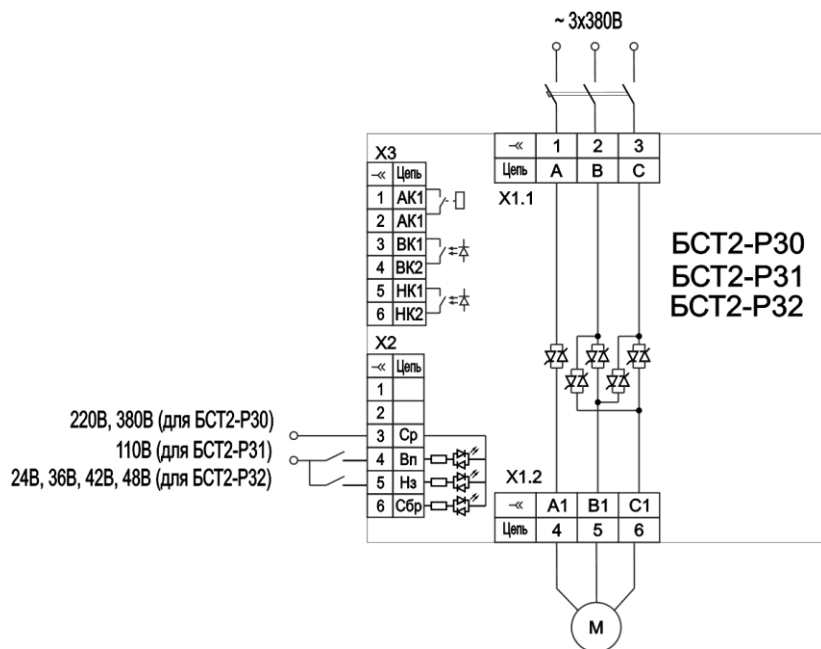 ~ 3x380В
-≪ 1 2 3
Цепь A B C
X1.1
X3
-≪ Цепь
1 АК1
2 АК1
3 ВК1
4 ВК2
5 НК1
6 НК2
БСТ2-Р30
БСТ2-Р31
БСТ2-Р32
X2
-≪ Цепь
1
2
3 Ср
4 Вп
5 Нз
6 Сбр
220В, 380В (для БСТ2-Р30)
110В (для БСТ2-Р31)
24В, 36В, 42В, 48В (для БСТ2-Р32)
X1.2
-≪ A1 B1 C1
Цепь 4 5 6
М